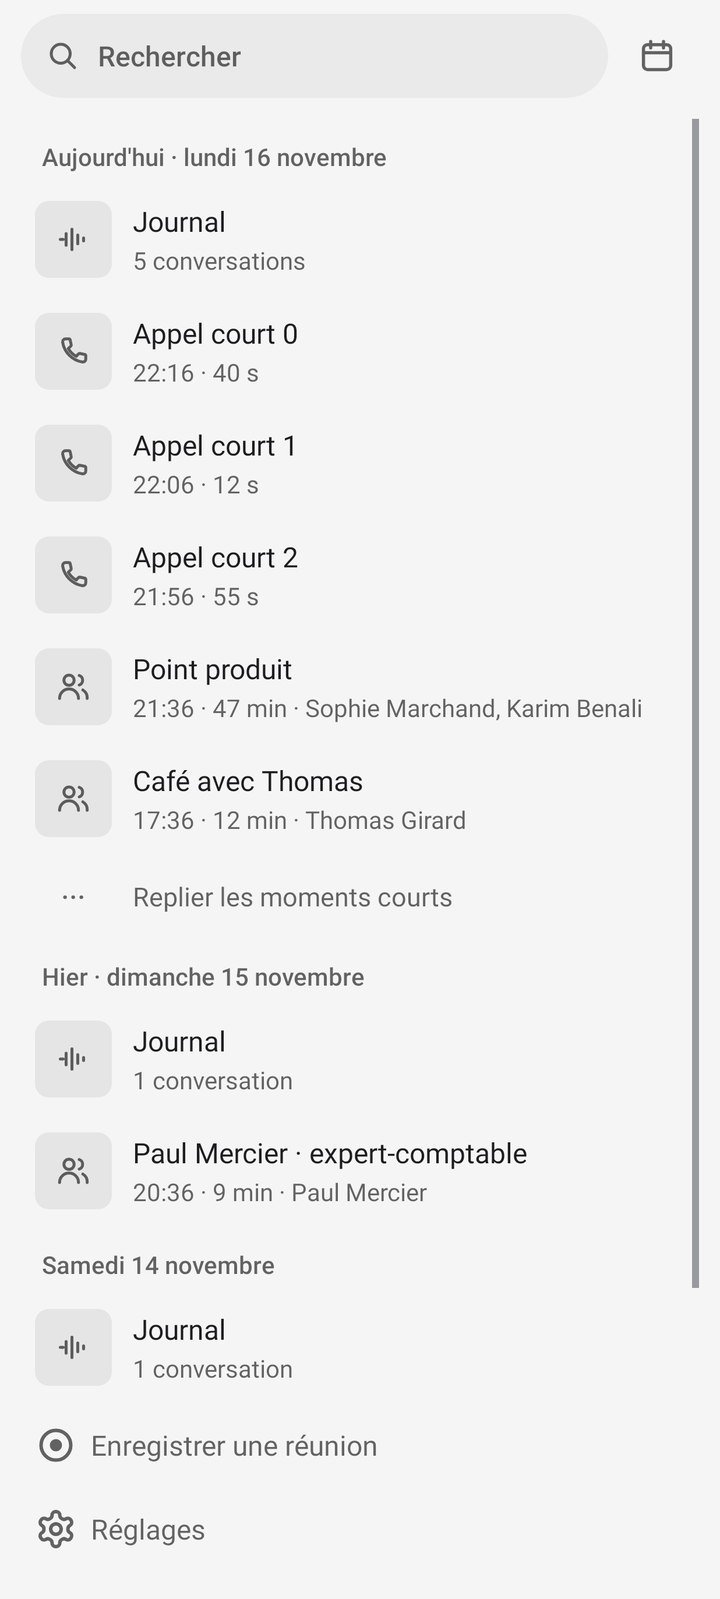 Rechercher
Aujourd'hui · lundi 16 novembre
Journal
5 conversations
Appel court 0
22:16 · 40 s
Appel court 1
22:06 · 12 s
Appel court 2
21:56 · 55 s
Point produit
21:36 · 47 min · Sophie Marchand, Karim Benali
Café avec Thomas
17:36 · 12 min · Thomas Girard
Replier les moments courts
Hier · dimanche 15 novembre
Journal
1 conversation
Paul Mercier · expert-comptable
20:36 · 9 min · Paul Mercier
Samedi 14 novembre
Journal
1 conversation
Enregistrer une réunion
Réglages